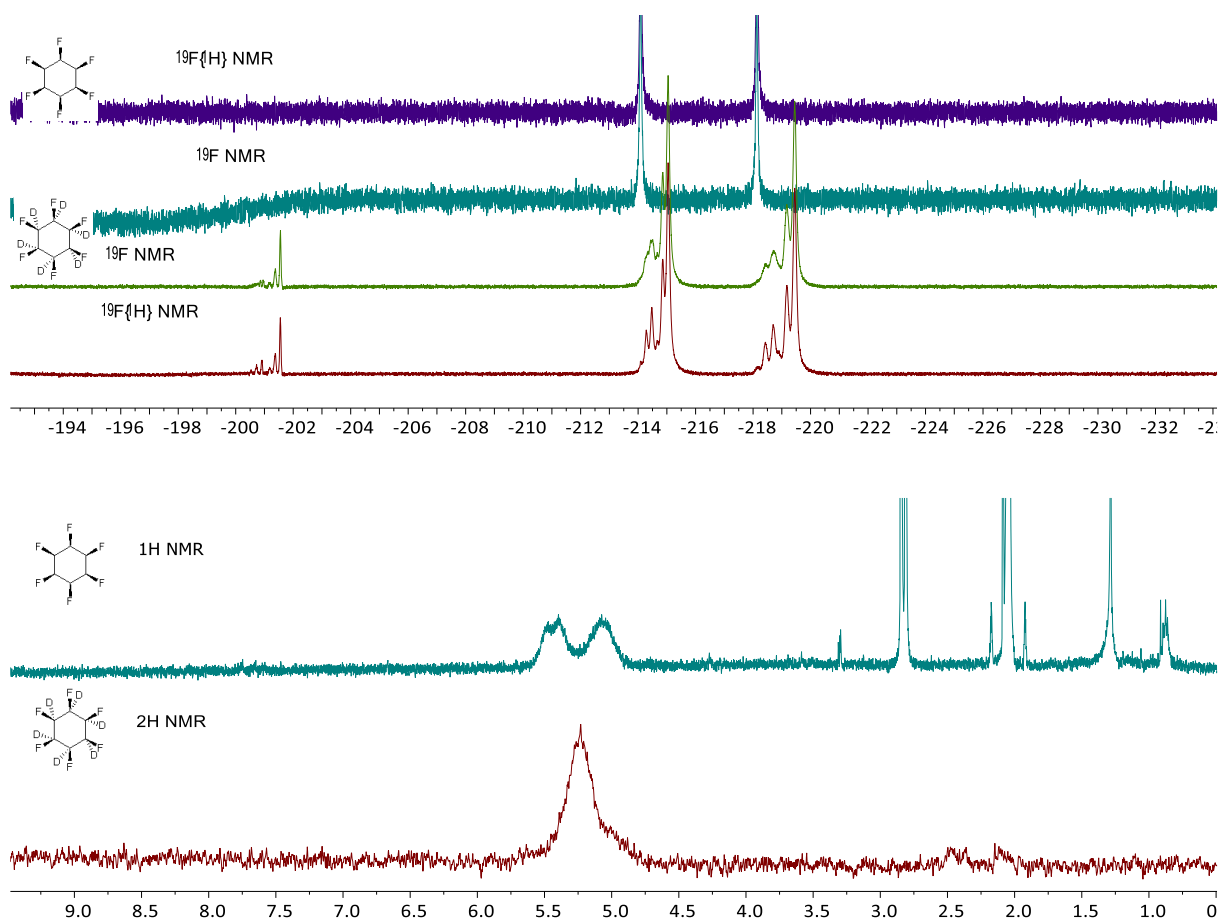 F
F F
F F
F
¹⁹F{¹H} NMR
¹⁹F NMR
D F D
F F
D
D
F F
D D
F
¹⁹F NMR
¹⁹F{¹H} NMR
-194 -196 -198 -200 -202 -204 -206 -208 -210 -212 -214 -216 -218 -220 -222 -224 -226 -228 -230 -232
F
F F
F F
F
1H NMR
F D
F F
D
D
F F
D D
F
2H NMR
9.0 8.5 8.0 7.5 7.0 6.5 6.0 5.5 5.0 4.5 4.0 3.5 3.0 2.5 2.0 1.5 1.0